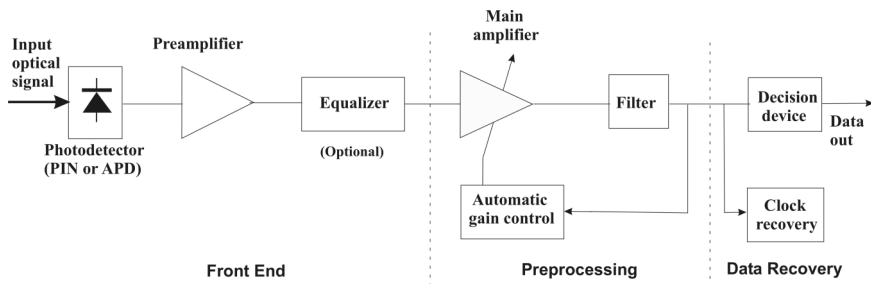 Input
optical
signal
Photodetector
(PIN or APD)
Preamplifier
Equalizer
(Optional)
Front End
Main
amplifier
Filter
Automatic
gain control
Preprocessing
Decision
device
Data
out
Clock
recovery
Data Recovery